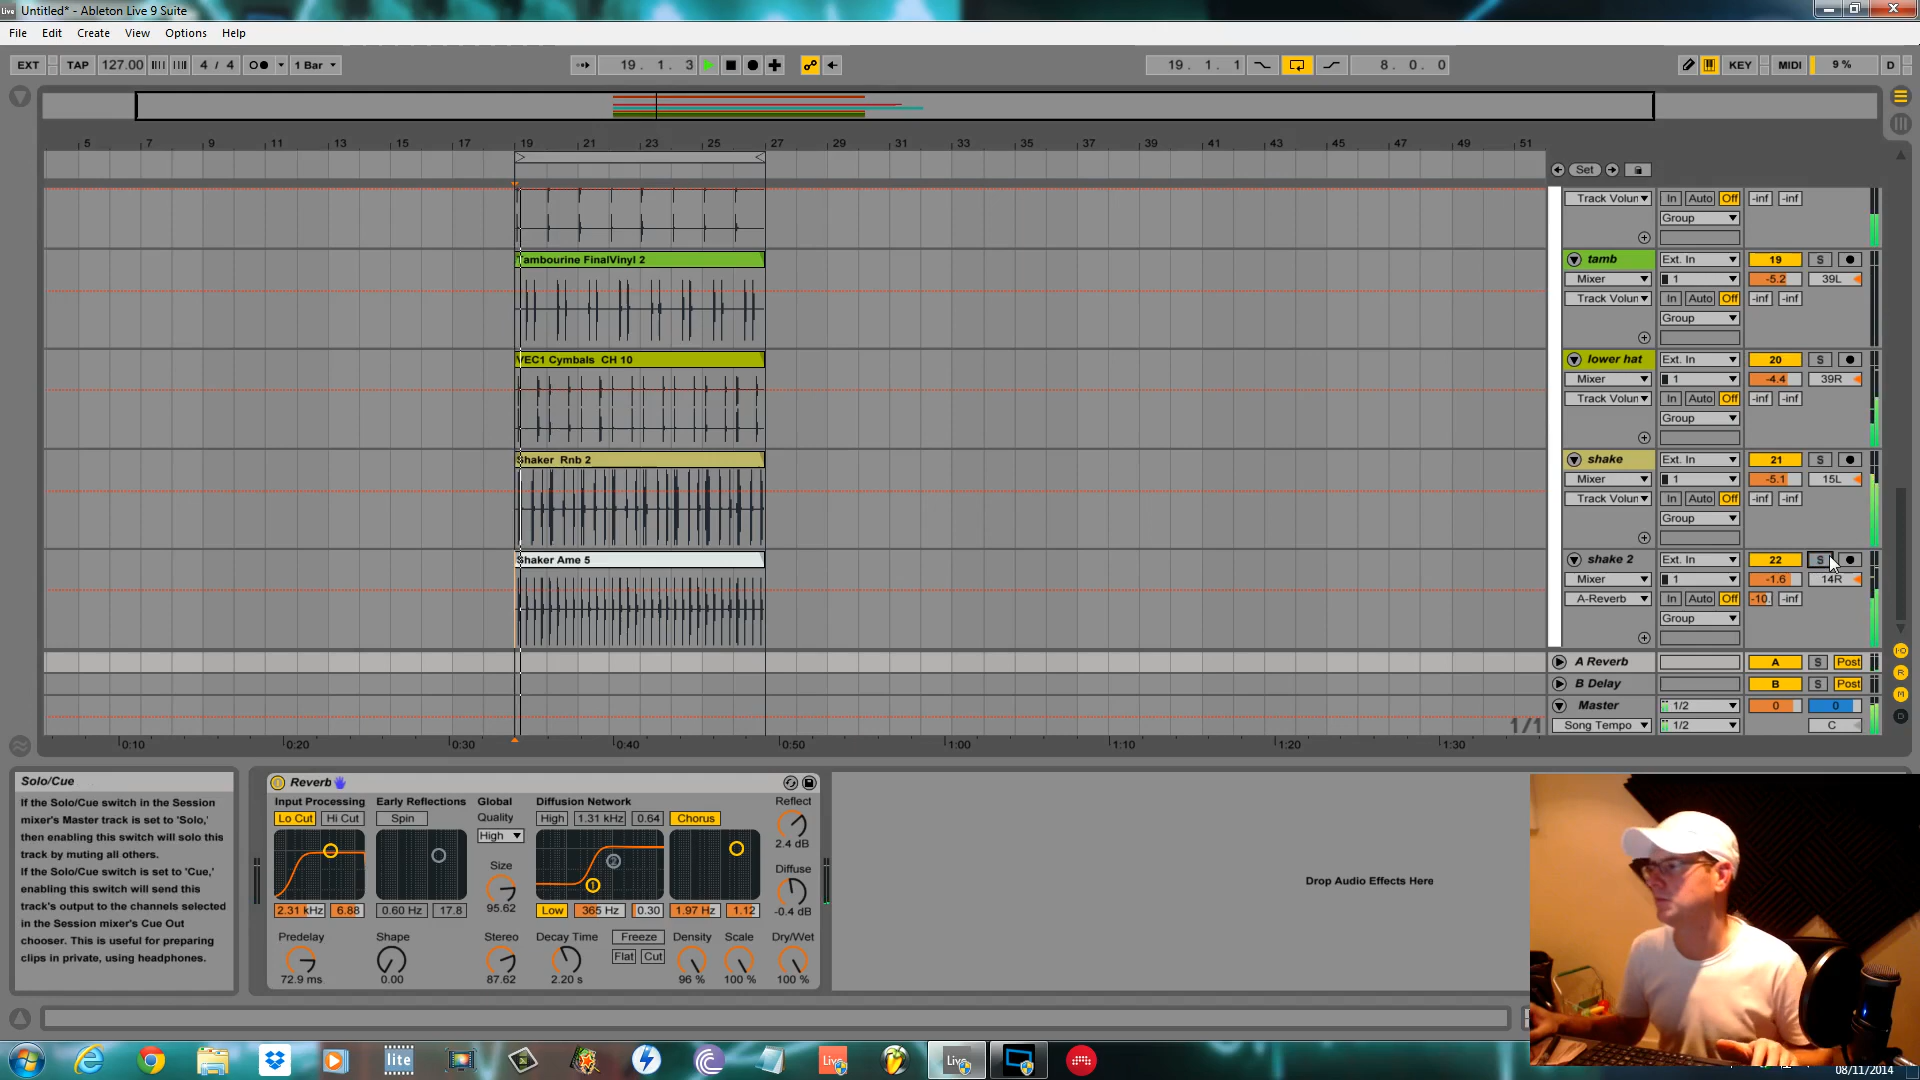 Live Untitled* - Ableton Live 9 Suite
File Edit Create View Options Help
EXT TAP 127.00 4 / 4 1 Bar 19. 1. 3 19. 1. 1 8. 0. 0 KEY MIDI 9 % D
5 7 9 11 13 15 17 19 21 23 25 27 29 31 33 35 37 39 41 43 45 47 49 51
Set
Track Volum In Auto Off -inf -inf
Group
Tambourine FinalVinyl 2 tamb Ext. In 19 S
Mixer 1 -5.2 39L
Track Volum In Auto Off -inf -inf
Group
VEC1 Cymbals CH 10 lower hat Ext. In 20 S
Mixer 1 -4.4 39R
Track Volum In Auto Off -inf -inf
Group
Shaker Rnb 2 shake Ext. In 21 S
Mixer 1 -5.1 15L
Track Volum In Auto Off -inf -inf
Group
Shaker Ame 5 shake 2 Ext. In 22 S
Mixer 1 -1.6 14R
A-Reverb In Auto Off -10. -inf
Group
A Reverb A S Post
B Delay B S Post
Master 1/2 0 0
1/1 Song Tempo 1/2 C
0:10 0:20 0:30 0:40 0:50 1:00 1:10 1:20 1:30
Solo/Cue
If the Solo/Cue switch in the Session
mixer's Master track is set to 'Solo,'
then enabling this switch will solo this
track by muting all others.
If the Solo/Cue switch is set to 'Cue,'
enabling this switch will send this
track's output to the channels selected
in the Session mixer's Cue Out
chooser. This is useful for preparing
clips in private, using headphones.
Reverb
Input Processing Early Reflections Global Diffusion Network Reflect
Lo Cut Hi Cut Spin Quality High 1.31 kHz 0.64 Chorus
High
2.4 dB
Size Diffuse
95.62
2.31 kHz 6.88 0.60 Hz 17.8 Low 365 Hz 0.30 1.97 Hz 1.12 -0.4 dB
Predelay Shape Stereo Decay Time Freeze Density Scale Dry/Wet
Flat Cut
72.9 ms 0.00 87.62 2.20 s 96 % 100 % 100 %
Drop Audio Effects Here
lite Live Live
08/11/2014